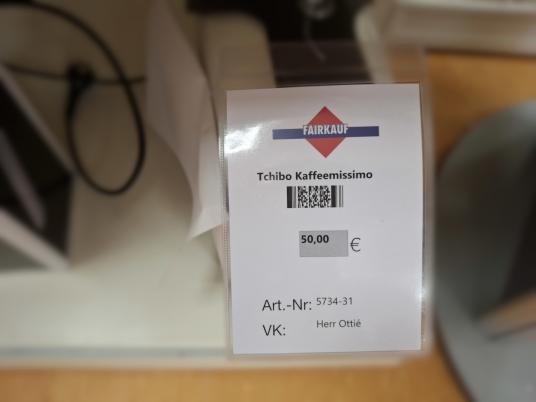 FAIRKAUF
Tchibo Kaffeemissimo
50,00 €
Art.-Nr: 5734-31
VK: Herr Ottié